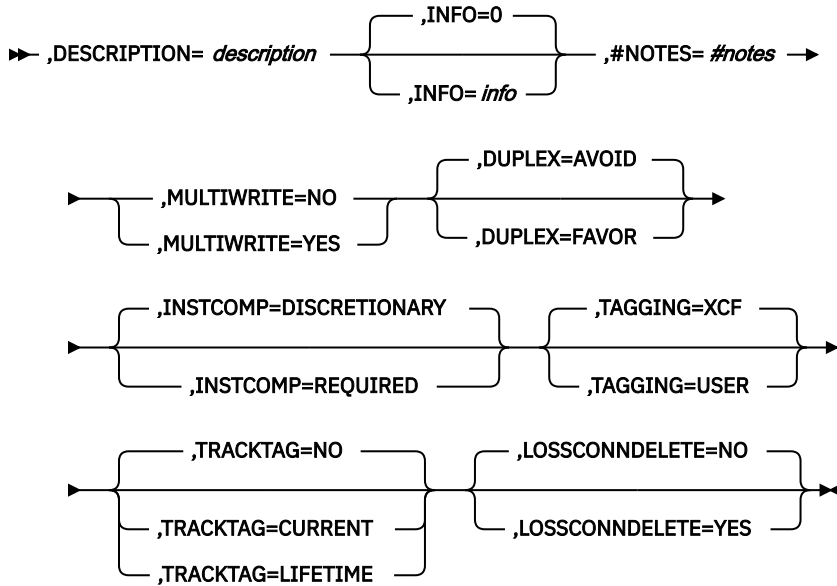 ,INFO=0
,DESCRIPTION= description
,#NOTES= #notes
,INFO= info
,DUPLEX=AVOID
,MULTIWRITE=NO
,MULTIWRITE=YES
,DUPLEX=FAVOR
,INSTCOMP=DISCRETIONARY
,TAGGING=XCF
,INSTCOMP=REQUIRED
,TAGGING=USER
,TRACKTAG=NO
,LOSSCONNDELETE=NO
,TRACKTAG=CURRENT
,LOSSCONNDELETE=YES
,TRACKTAG=LIFETIME